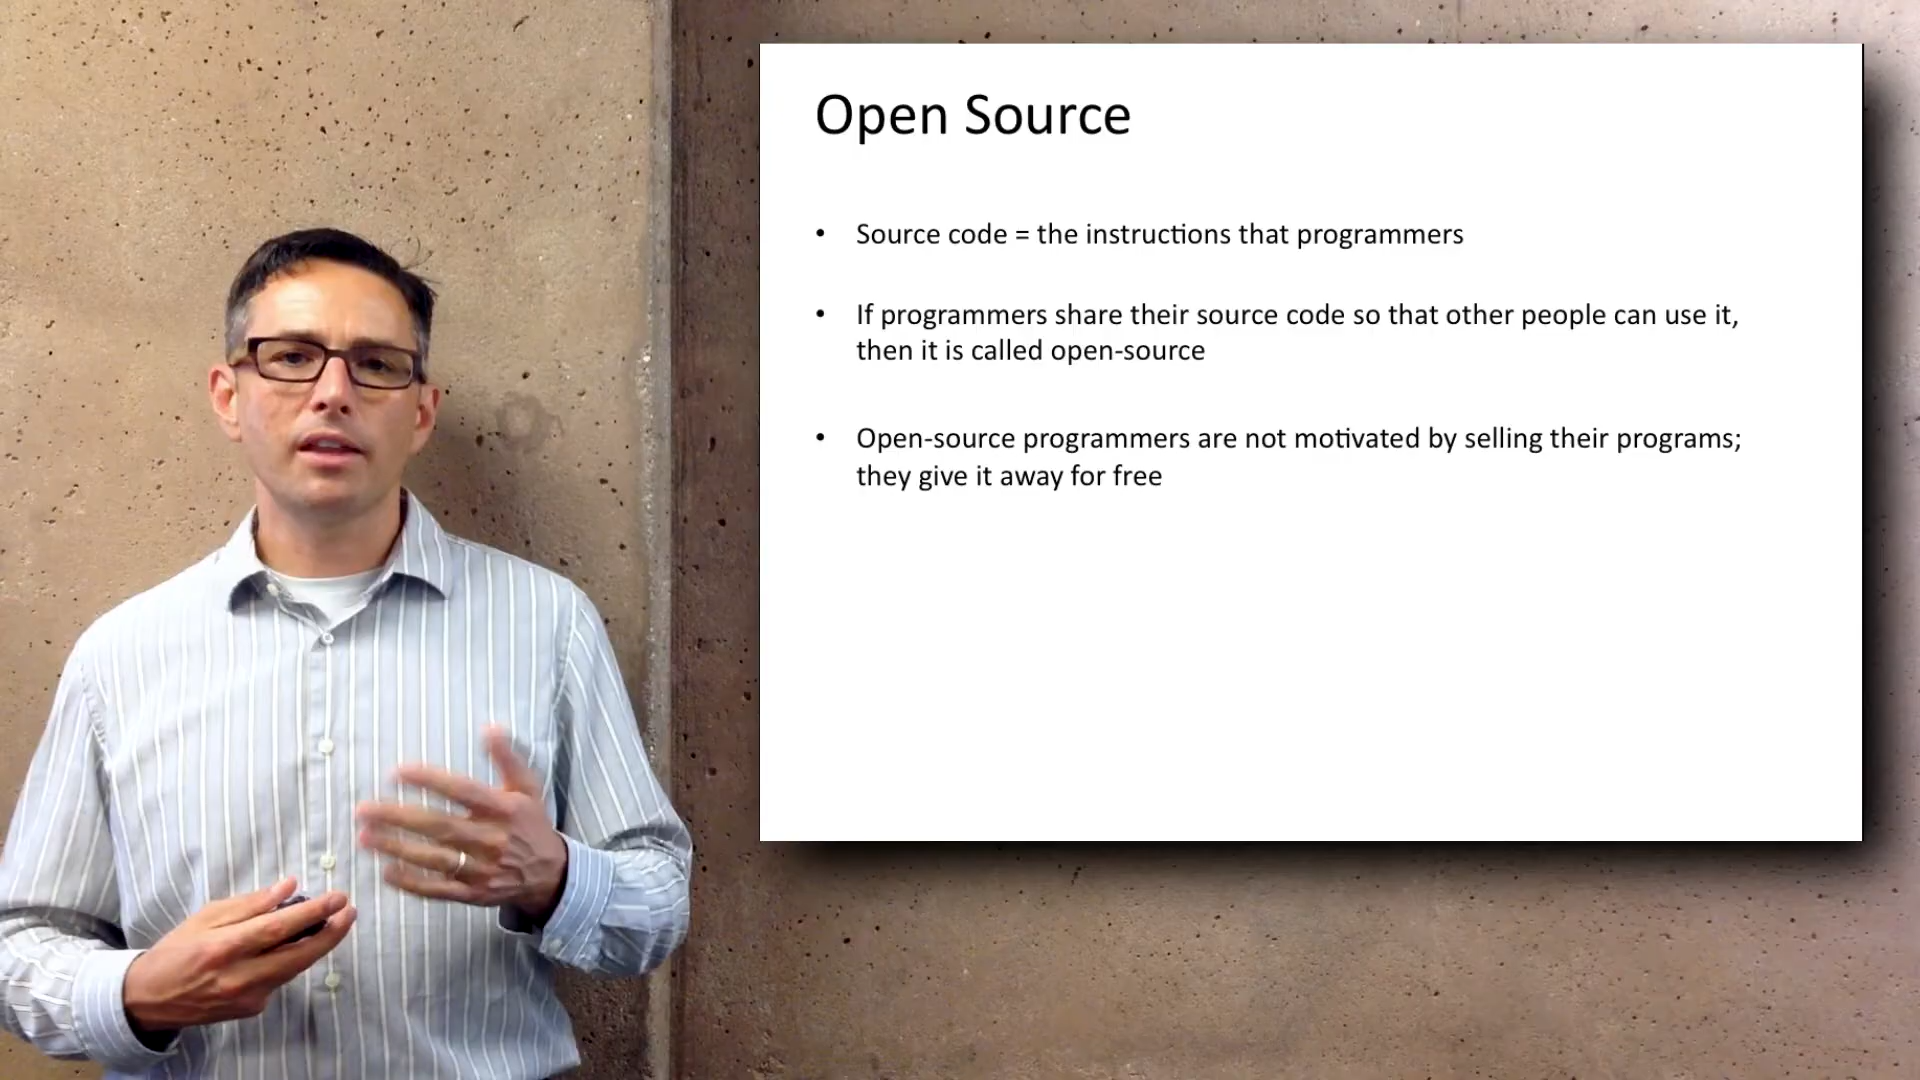 Open Source
• Source code = the instructions that programmers
• If programmers share their source code so that other people can use it,
then it is called open-source
• Open-source programmers are not motivated by selling their programs;
they give it away for free